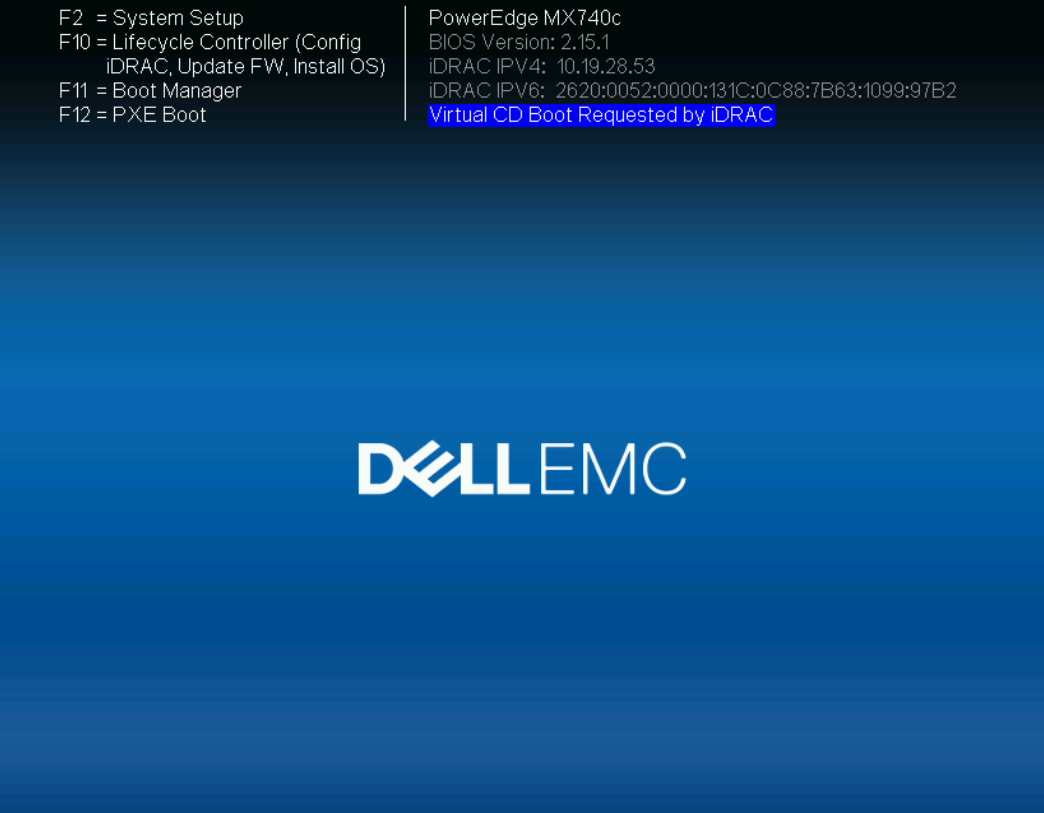 F2 = System Setup
F10 = Lifecycle Controller (Config
iDRAC, Update FW, Install OS)
F11 = Boot Manager
F12 = PXE Boot
PowerEdge MX740c
BIOS Version: 2.15.1
iDRAC IPV4: 10.19.28.53
iDRAC IPV6: 2620:0052:0000:131C:0C88:7B63:1099:97B2
Virtual CD Boot Requested by iDRAC
DELLEMC